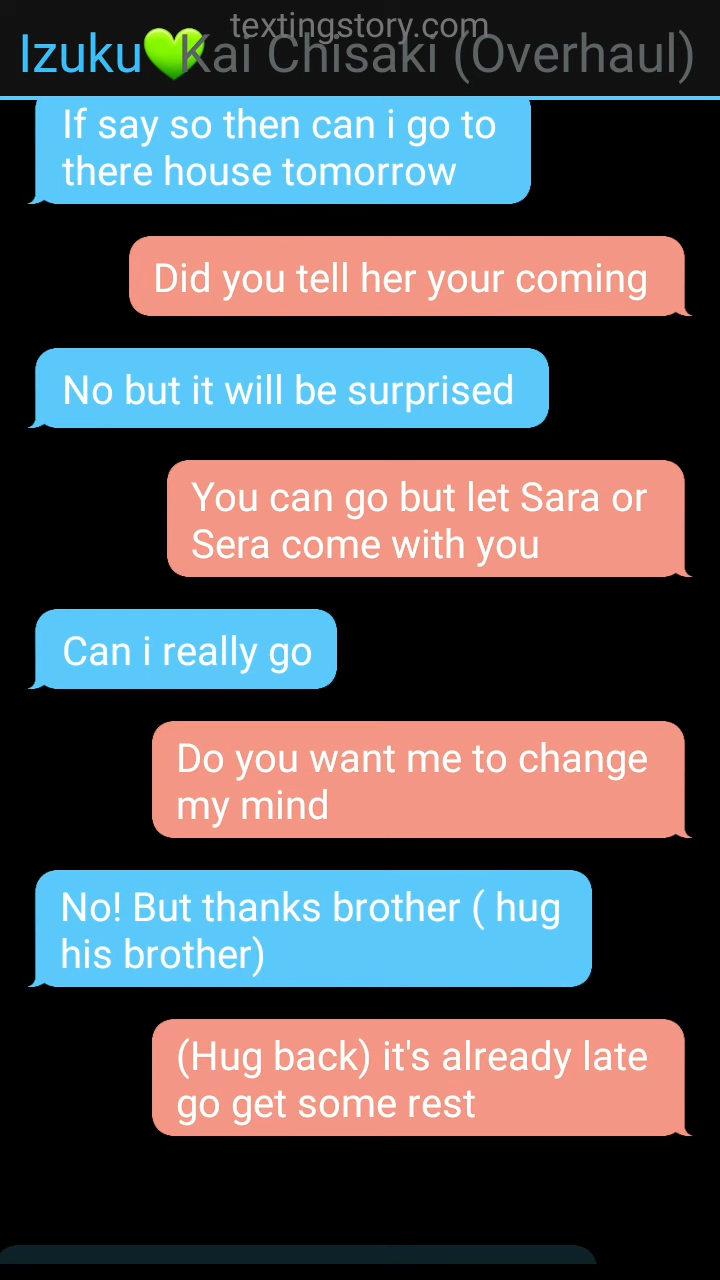 textingstory.com
Izuku💚Kai Chisaki (Overhaul)
If say so then can i go to
there house tomorrow
Did you tell her your coming
No but it will be surprised
You can go but let Sara or
Sera come with you
Can i really go
Do you want me to change
my mind
No! But thanks brother ( hug
his brother)
(Hug back) it's already late
go get some rest